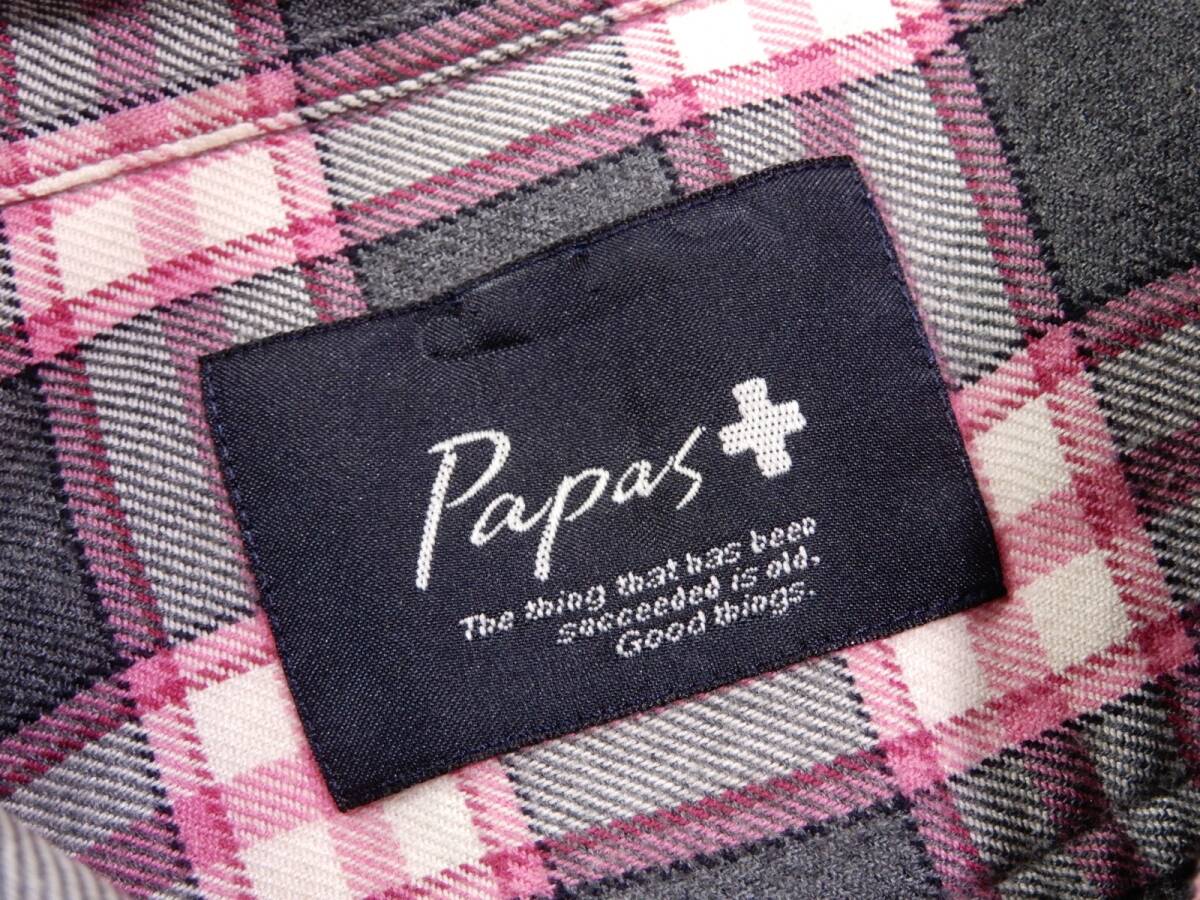 Papas+
The thing that has been
succeeded is old.
Good things.